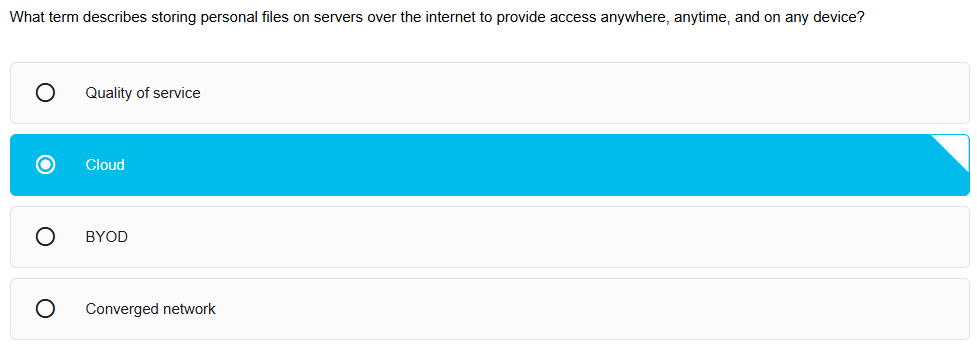 What term describes storing personal files on servers over the internet to provide access anywhere, anytime, and on any device?
Quality of service
Cloud
BYOD
Converged network